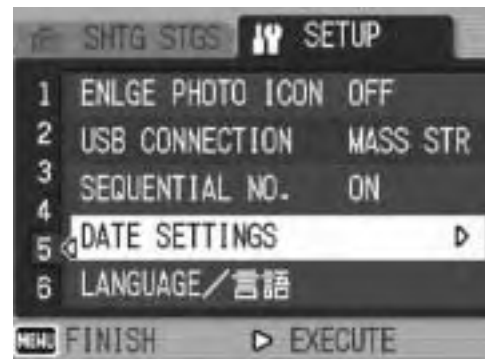 SHTG STGS SETUP
1 ENLGE PHOTO ICON OFF
2 USB CONNECTION MASS STR
3 SEQUENTIAL NO. ON
4
5 DATE SETTINGS
6 LANGUAGE/言語
MENU FINISH EXECUTE